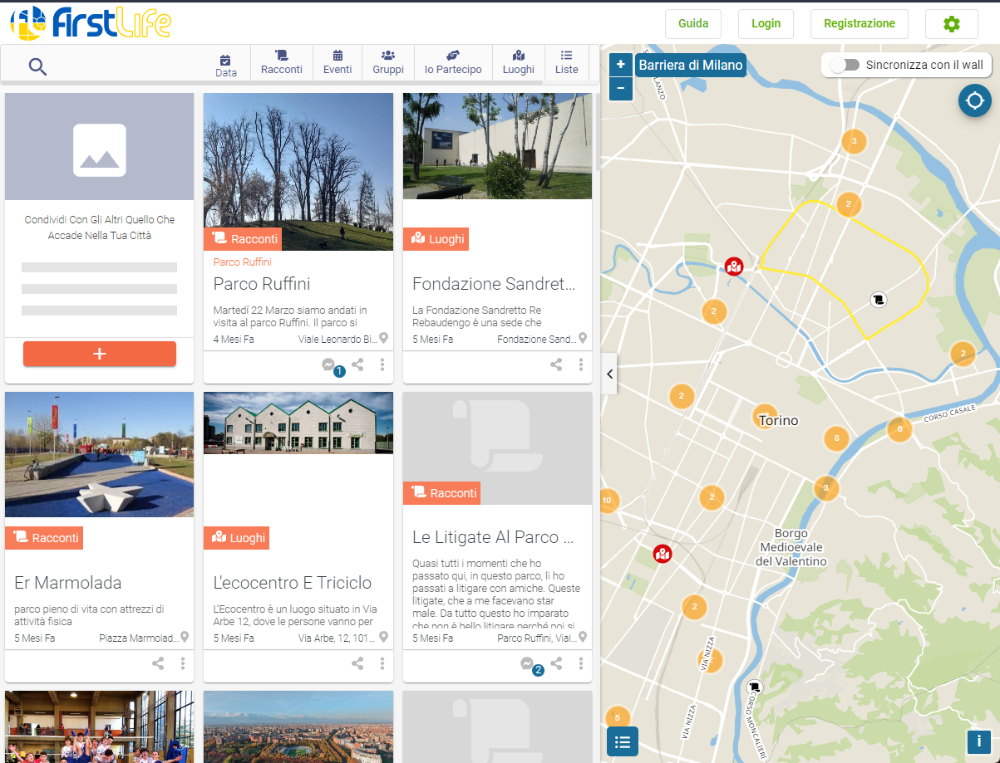 firstLife
Guida
Login
Registrazione
Data
Racconti
Eventi
Gruppi
Io Partecipo
Luoghi
Liste
Condividi Con Gli Altri Quello Che
Accade Nella Tua Città
+
Racconti
Parco Ruffini
Parco Ruffini
Martedí 22 Marzo siamo andati in
visita al parco Ruffini. Il parco si
4 Mesi Fa
Viale Leonardo Bi...
1
Luoghi
Fondazione Sandret...
La Fondazione Sandretto Re
Rebaudengo è una sede che
5 Mesi Fa
Fondazione Sand...
Racconti
Er Marmolada
parco pieno di vita con attrezzi di
attività fisica
5 Mesi Fa
Piazza Marmolad...
Luoghi
L'ecocentro E Triciclo
L'Ecocentro è un luogo situato in Via
Arbe 12, dove le persone vanno per
5 Mesi Fa
Via Arbe, 12, 101...
Racconti
Le Litigate Al Parco ...
Quasi tutti i momenti che ho
passato qui, in questo parco, li ho
passati a litigare con amiche. Queste
litigate, che a me facevano star
male. Da tutto questo ho imparato
che non è bello litigare perché poi si
5 Mesi Fa
Parco Ruffini, Vial...
2
+
−
Barriera di Milano
Sincronizza con il wall
LANZO
3
2
2
2
2
Torino
8
6
CORSO CASALE
3
10
2
Borgo
Medioevale
del Valentino
2
VIA NIZZA
VIA NIZZA
CORSO MONCALIERI
5
i